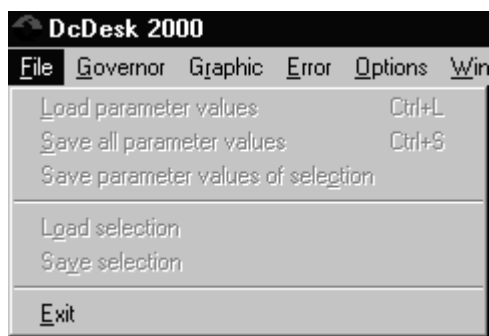 DcDesk 2000
File Governor Graphic Error Options Win
Load parameter values Ctrl+L
Save all parameter values Ctrl+S
Save parameter values of selection
Load selection
Save selection
Exit